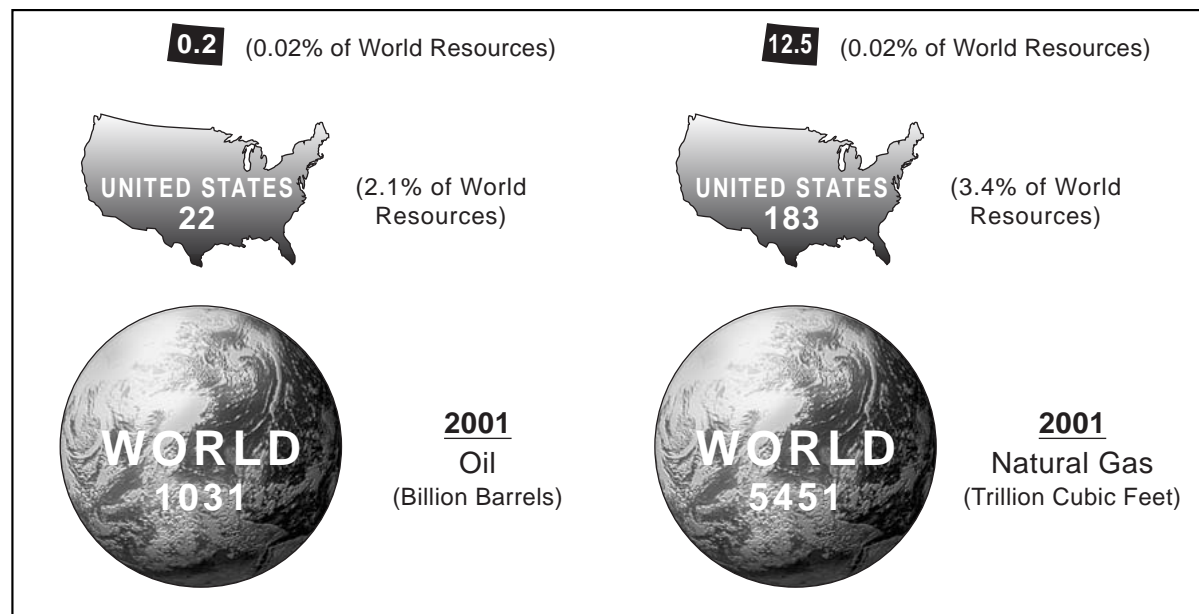 0.2 (0.02% of World Resources)
12.5 (0.02% of World Resources)
UNITED STATES
22
(2.1% of World
Resources)
UNITED STATES
183
(3.4% of World
Resources)
WORLD
1031
2001
Oil
(Billion Barrels)
WORLD
5451
2001
Natural Gas
(Trillion Cubic Feet)